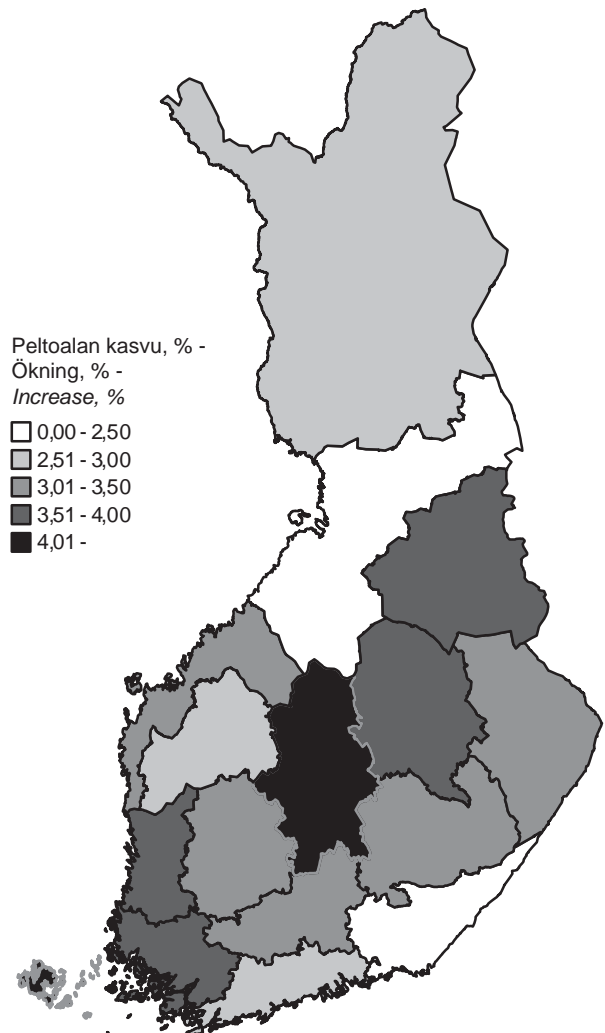 Peltoalan kasvu, % -
Ökning, % -
Increase, %
0,00 - 2,50
2,51 - 3,00
3,01 - 3,50
3,51 - 4,00
4,01 -